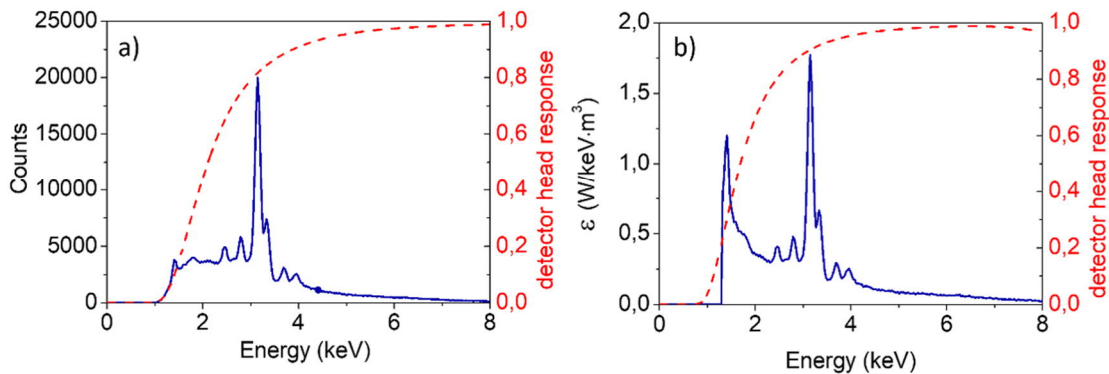 a)
25000
20000
15000
10000
5000
0
Counts
0 2 4 6 8
Energy (keV)
1,0
0,8
0,6
0,4
0,2
0,0
detector head response
b)
2,0
1,5
1,0
0,5
0,0
ε (W/keV·m³)
0 2 4 6 8
Energy (keV)
1,0
0,8
0,6
0,4
0,2
0,0
detector head response